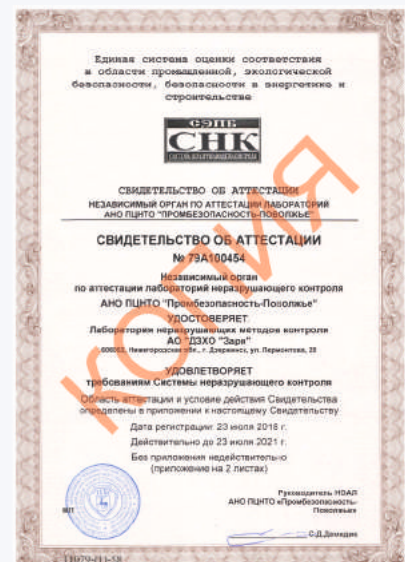 Единая система оценки соответствия
в области промышленной, экологической
безопасности, безопасности в энергетике и
строительстве
СЭПБ
СНК
СВИДЕТЕЛЬСТВО ОБ АТТЕСТАЦИИ
НЕЗАВИСИМЫЙ ОРГАН ПО АТТЕСТАЦИИ ЛАБОРАТОРИЙ
АНО ПЦНТО "ПРОМБЕЗОПАСНОСТЬ-ПОВОЛЖЬЕ"
СВИДЕТЕЛЬСТВО ОБ АТТЕСТАЦИИ
№ 79А100454
Независимый орган
по аттестации лабораторий неразрушающего контроля
АНО ПЦНТО "Промбезопасность-Поволжье"
УДОСТОВЕРЯЕТ:
Лаборатория неразрушающих методов контроля
АО "ДЗХО "Заря"
Нижегородская обл., г. Дзержинск, ул. Лермонтова, 20
УДОВЛЕТВОРЯЕТ
требованиям Системы неразрушающего контроля
Область аттестации и условие действия Свидетельства
определены в приложении к настоящему Свидетельству
Дата регистрации: 23 июля 2018 г.
Действительно до 23 июля 2021 г.
Без приложения недействительно
(приложение на 2 листах)
Руководитель НОАЛ
АНО ПЦНТО «Промбезопасность-
Поволжье»
МП
С.Д.Демидик
КОПИЯ